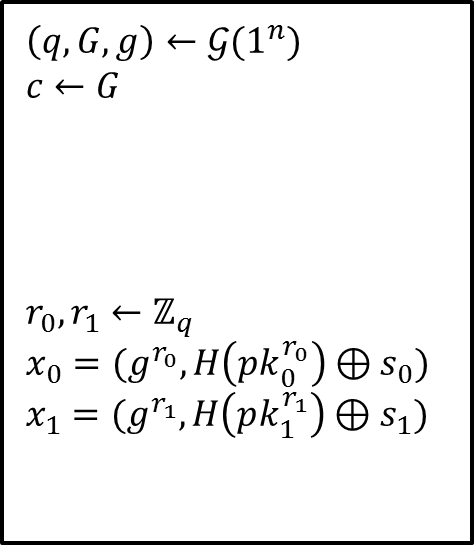 (q, G, g) ← 𝒢(1ⁿ)
c ← G
r₀, r₁ ← ℤ_q
x₀ = (g^{r₀}, H(pk₀^{r₀}) ⊕ s₀)
x₁ = (g^{r₁}, H(pk₁^{r₁}) ⊕ s₁)